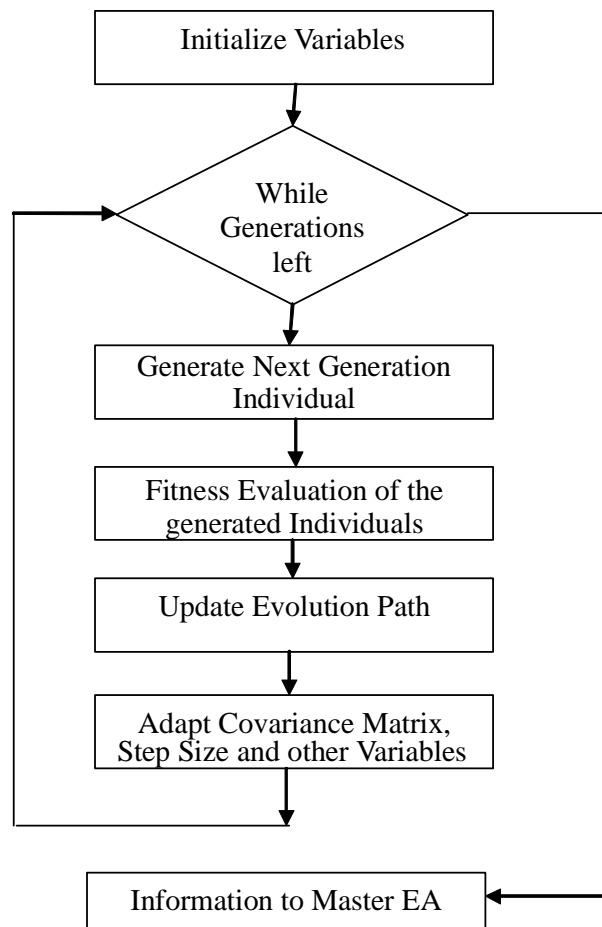 Initialize Variables
While
Generations
left
Generate Next Generation
Individual
Fitness Evaluation of the
generated Individuals
Update Evolution Path
Adapt Covariance Matrix,
Step Size and other Variables
Information to Master EA